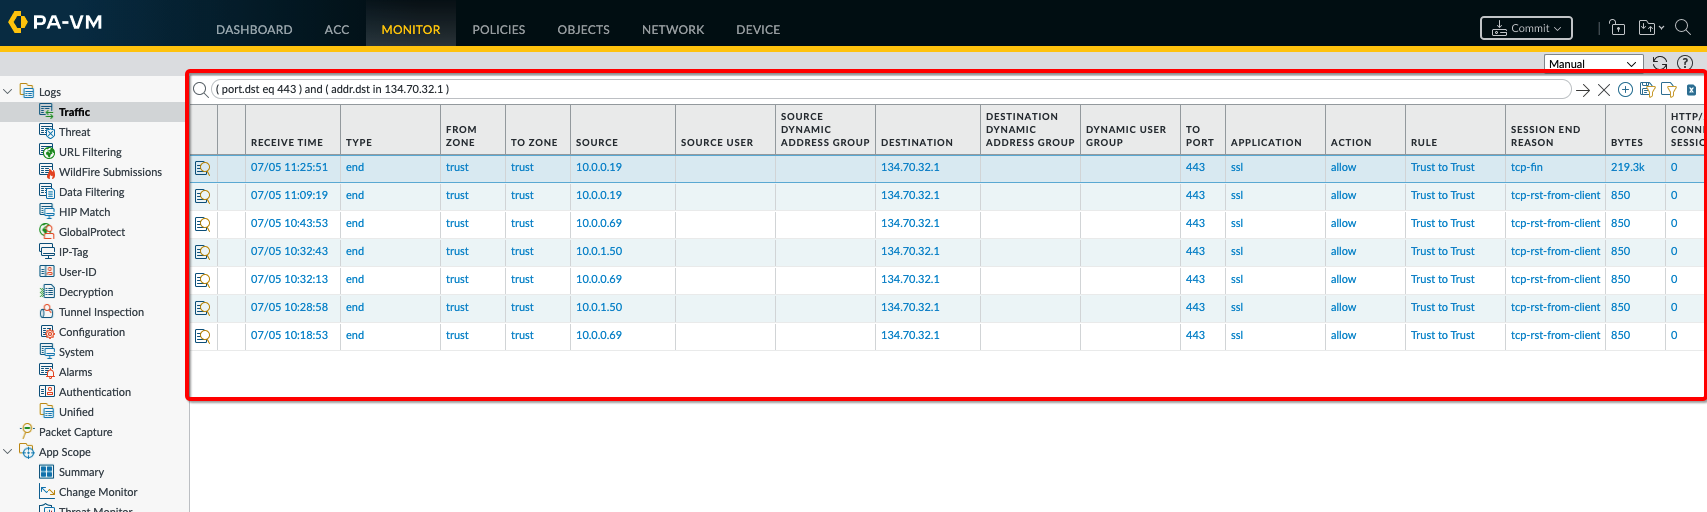 PA-VM
DASHBOARD ACC MONITOR POLICIES OBJECTS NETWORK DEVICE
Commit
Manual
Logs
Traffic
Threat
URL Filtering
WildFire Submissions
Data Filtering
HIP Match
GlobalProtect
IP-Tag
User-ID
Decryption
Tunnel Inspection
Configuration
System
Alarms
Authentication
Unified
Packet Capture
App Scope
Summary
Change Monitor
Threat Monitor
( port.dst eq 443 ) and ( addr.dst in 134.70.32.1 )
RECEIVE TIME TYPE FROM ZONE TO ZONE SOURCE SOURCE USER SOURCE DYNAMIC ADDRESS GROUP DESTINATION DESTINATION DYNAMIC ADDRESS GROUP DYNAMIC USER GROUP TO PORT APPLICATION ACTION RULE SESSION END REASON BYTES HTTP/ CONNE SESSIO
07/05 11:25:51 end trust trust 10.0.0.19 134.70.32.1 443 ssl allow Trust to Trust tcp-fin 219.3k 0
07/05 11:09:19 end trust trust 10.0.0.19 134.70.32.1 443 ssl allow Trust to Trust tcp-rst-from-client 850 0
07/05 10:43:53 end trust trust 10.0.0.69 134.70.32.1 443 ssl allow Trust to Trust tcp-rst-from-client 850 0
07/05 10:32:43 end trust trust 10.0.1.50 134.70.32.1 443 ssl allow Trust to Trust tcp-rst-from-client 850 0
07/05 10:32:13 end trust trust 10.0.0.69 134.70.32.1 443 ssl allow Trust to Trust tcp-rst-from-client 850 0
07/05 10:28:58 end trust trust 10.0.1.50 134.70.32.1 443 ssl allow Trust to Trust tcp-rst-from-client 850 0
07/05 10:18:53 end trust trust 10.0.0.69 134.70.32.1 443 ssl allow Trust to Trust tcp-rst-from-client 850 0